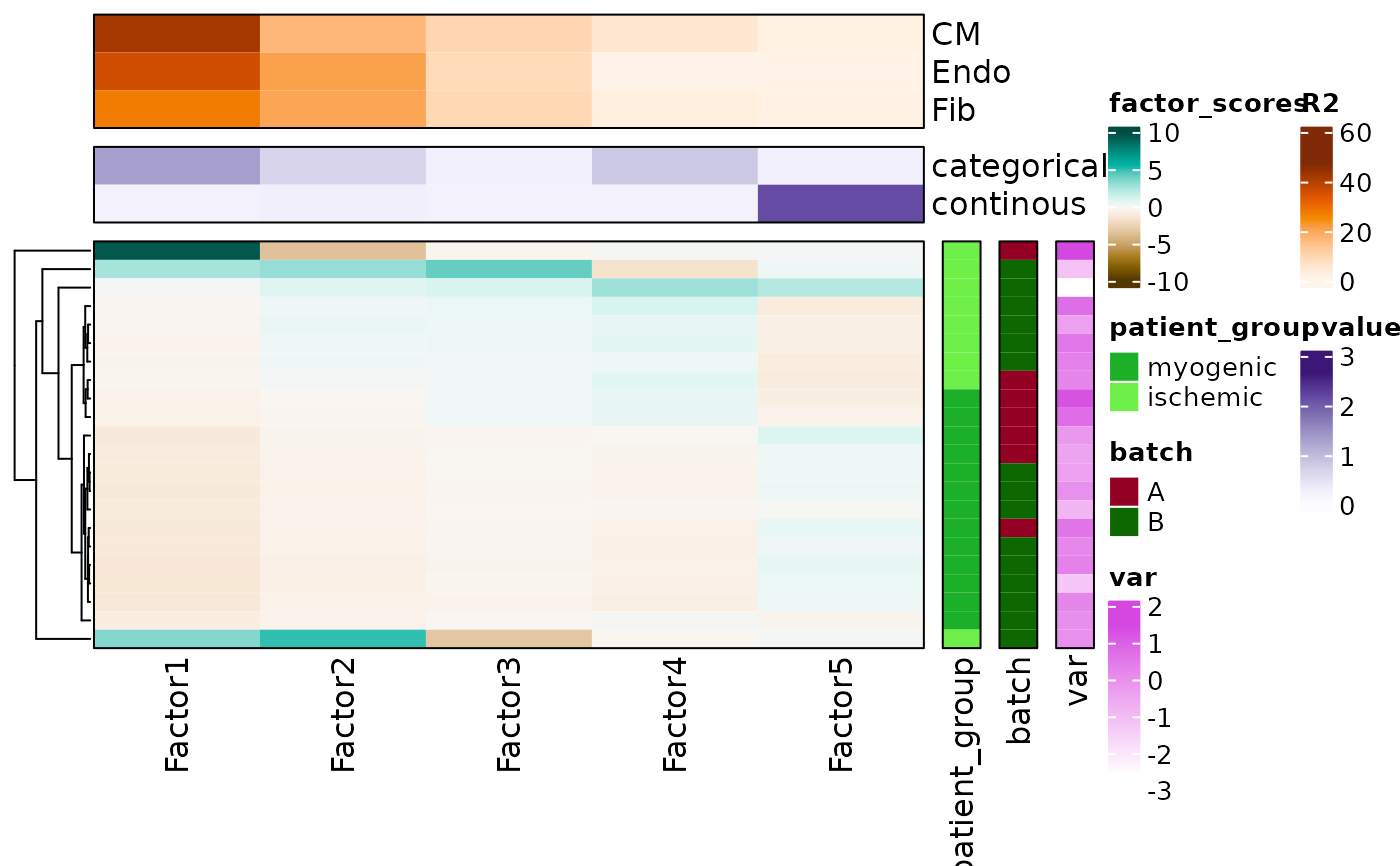 CM
Endo
Fib
categorical
continous
Factor1
Factor2
Factor3
Factor4
Factor5
patient_group
batch
var
factor_scores
10
5
0
-5
-10
R2
60
40
20
0
patient_group
myogenic
ischemic
value
3
2
1
0
batch
A
B
var
2
1
0
-1
-2
-3